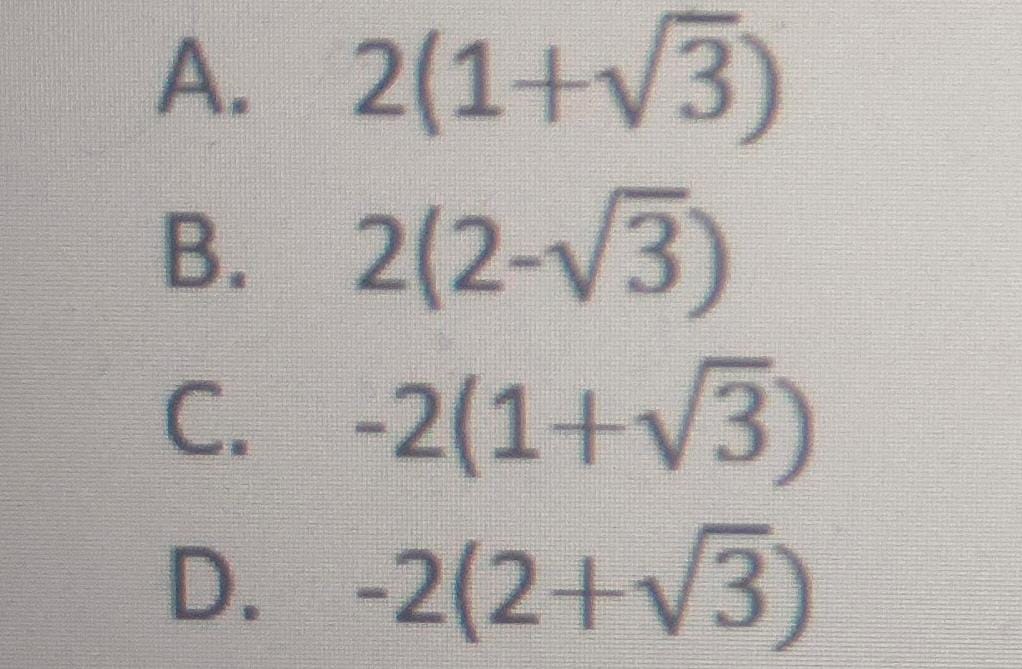 A. 2(1+√3)
B. 2(2-√3)
C. -2(1+√3)
D. -2(2+√3)